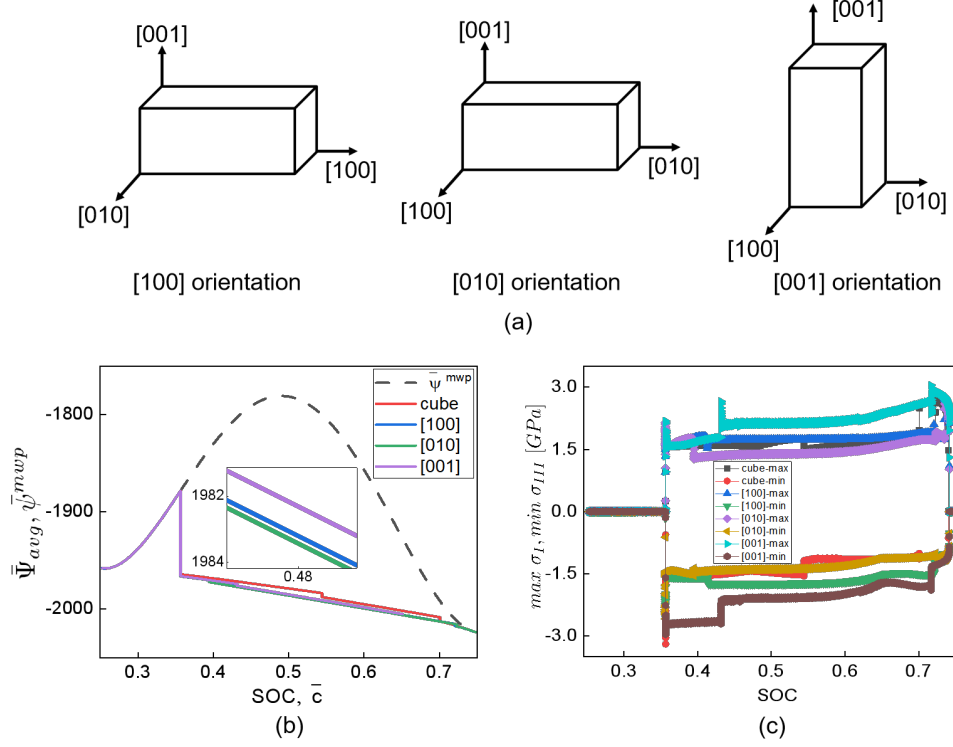 [001]
[100]
[010]
[100] orientation
[001]
[010]
[100]
[010] orientation
[001]
[010]
[100]
[001] orientation
(a)
Ψ̄avg, ψ̄mwp
-1800
-1900
-2000
0.3 0.4 0.5 0.6 0.7
SOC, c̄
Ψ̄ mwp
cube
[100]
[010]
[001]
1982
1984
0.48
(b)
max σI, min σIII [GPa]
3.0
1.5
0.0
-1.5
-3.0
0.3 0.4 0.5 0.6 0.7
SOC
cube-max
cube-min
[100]-max
[100]-min
[010]-max
[010]-min
[001]-max
[001]-min
(c)